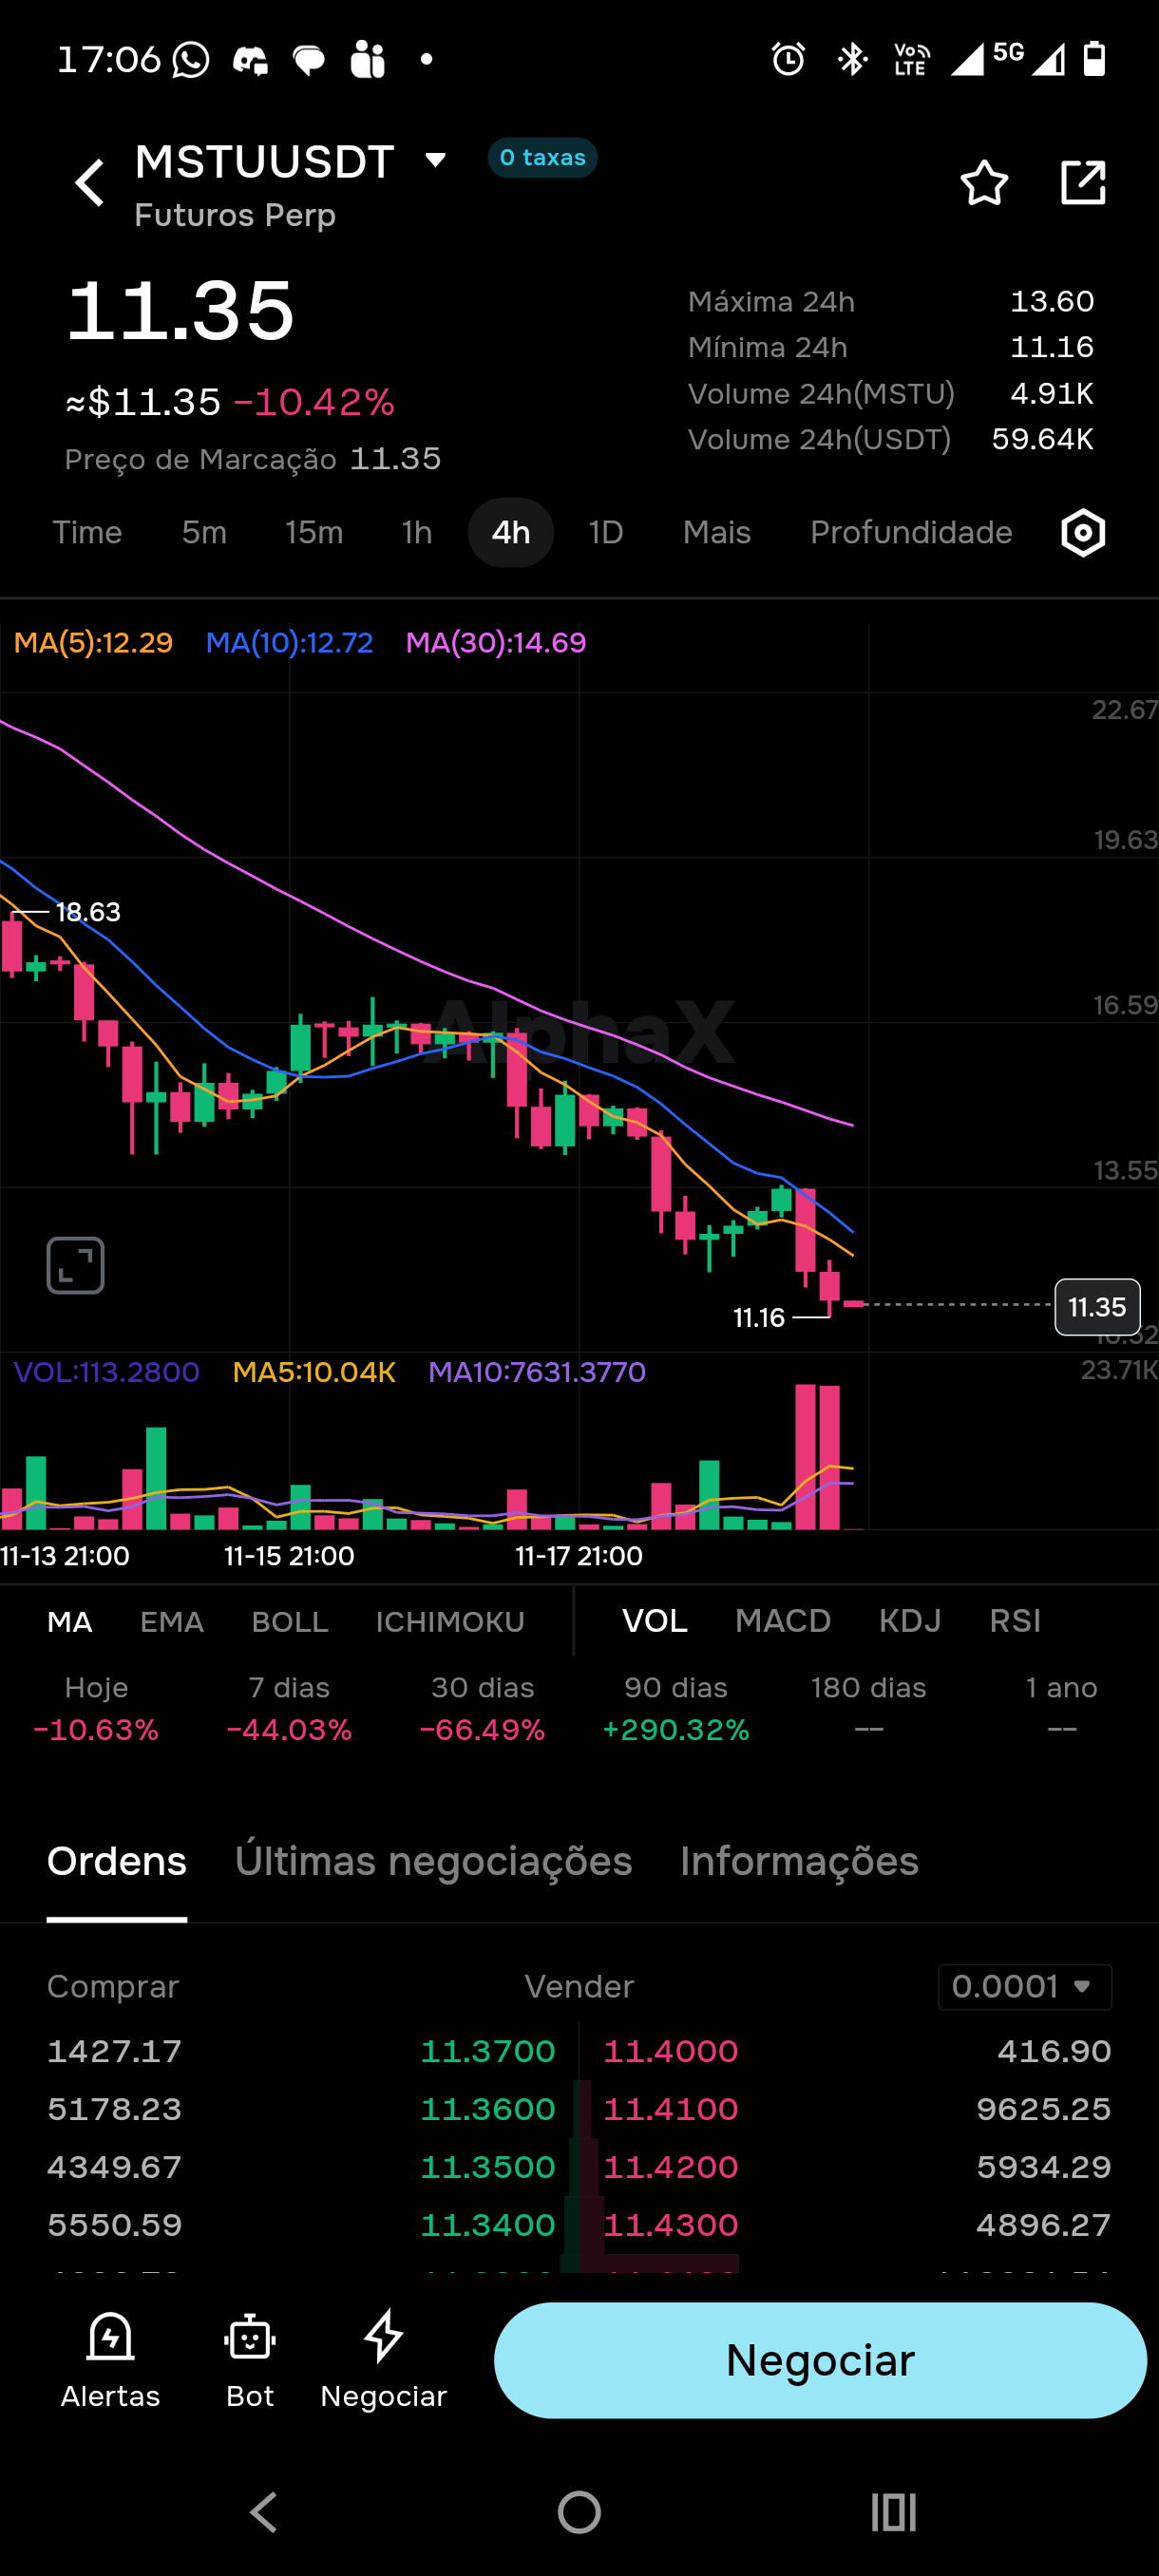 17:06 Vo LTE 5G
MSTUUSDT 0 taxas
Futuros Perp
11.35
≈$11.35 −10.42%
Preço de Marcação 11.35
Máxima 24h 13.60
Mínima 24h 11.16
Volume 24h(MSTU) 4.91K
Volume 24h(USDT) 59.64K
Time 5m 15m 1h 4h 1D Mais Profundidade
MA(5):12.29 MA(10):12.72 MA(30):14.69
22.67
19.63
18.63
16.59
AlphaX
13.55
11.35
11.16
VOL:113.2800 MA5:10.04K MA10:7631.3770 23.71K
11-13 21:00 11-15 21:00 11-17 21:00
MA EMA BOLL ICHIMOKU VOL MACD KDJ RSI
Hoje 7 dias 30 dias 90 dias 180 dias 1 ano
−10.63% −44.03% −66.49% +290.32% -- --
Ordens Últimas negociações Informações
Comprar Vender 0.0001
1427.17 11.3700 11.4000 416.90
5178.23 11.3600 11.4100 9625.25
4349.67 11.3500 11.4200 5934.29
5550.59 11.3400 11.4300 4896.27
Alertas Bot Negociar Negociar